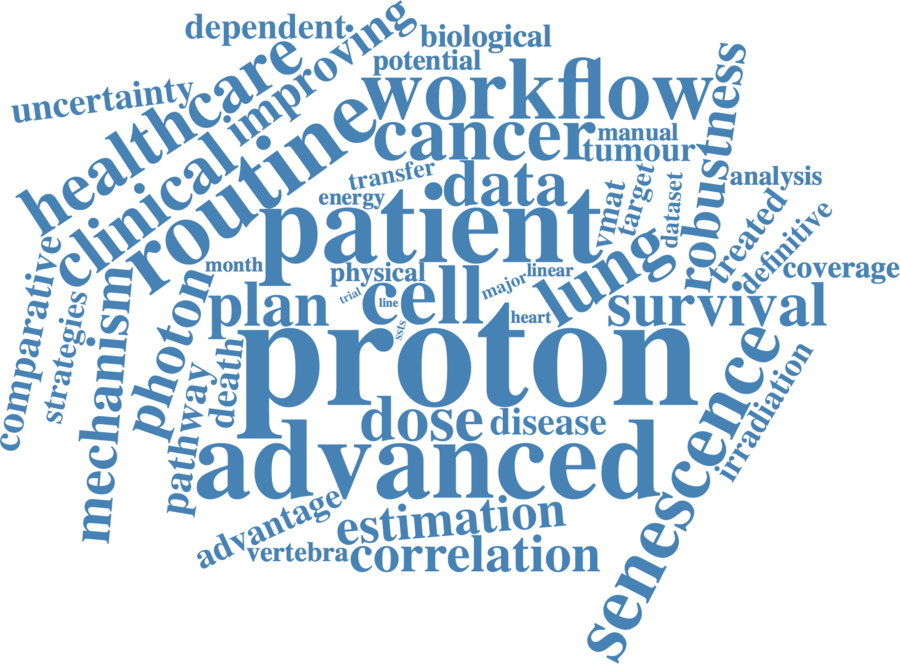 dependent
improving
biological
potential
uncertainty
healthcare
workflow
clinical
routine
cancer
manual
tumour
robustness
transfer
data
energy
patient
vmat
target
dataset
analysis
treated
definitive
comparative
strategies
mechanism
photon
month
physical
trial
line
cell
major
linear
lung
coverage
plan
ssts
heart
survival
proton
pathway
death
dose
disease
senescence
irradiation
advanced
advantage
estimation
vertebra
correlation